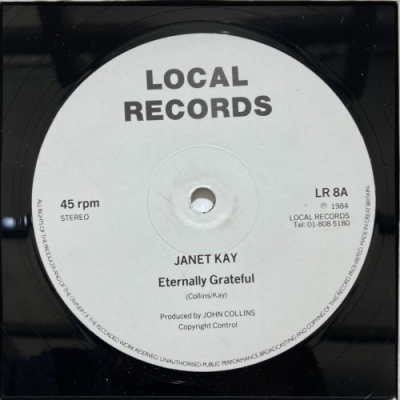 LOCAL
RECORDS
45 rpm
STEREO
LR 8A
℗ 1984
LOCAL RECORDS
Tel: 01-808 5180
JANET KAY
Eternally Grateful
(Collins/Kay)
Produced by JOHN COLLINS
Copyright Control
ALL RIGHTS OF THE PRODUCER AND OF THE OWNER OF THE RECORDED WORK RESERVED. UNAUTHORISED PUBLIC PERFORMANCE, BROADCASTING AND COPYING OF THIS RECORD PROHIBITED. MADE IN GREAT BRITAIN